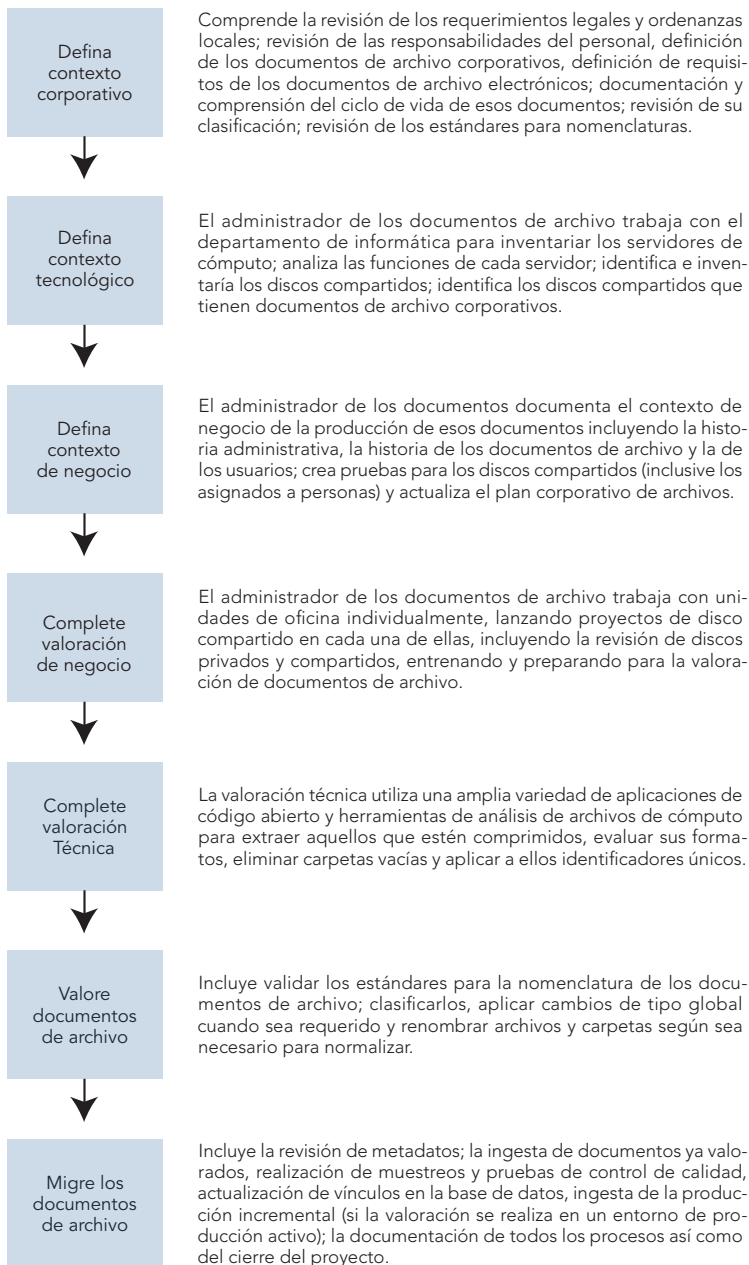 Defina
contexto
corporativo
Comprende la revisión de los requerimientos legales y ordenanzas
locales; revisión de las responsabilidades del personal, definición
de los documentos de archivo corporativos, definición de requisi-
tos de los documentos de archivo electrónicos; documentación y
comprensión del ciclo de vida de esos documentos; revisión de su
clasificación; revisión de los estándares para nomenclaturas.
Defina
contexto
tecnológico
El administrador de los documentos de archivo trabaja con el
departamento de informática para inventariar los servidores de
cómputo; analiza las funciones de cada servidor; identifica e inven-
taría los discos compartidos; identifica los discos compartidos que
tienen documentos de archivo corporativos.
Defina
contexto
de negocio
El administrador de los documentos documenta el contexto de
negocio de la producción de esos documentos incluyendo la histo-
ria administrativa, la historia de los documentos de archivo y la de
los usuarios; crea pruebas para los discos compartidos (inclusive los
asignados a personas) y actualiza el plan corporativo de archivos.
Complete
valoración
de negocio
El administrador de los documentos de archivo trabaja con uni-
dades de oficina individualmente, lanzando proyectos de disco
compartido en cada una de ellas, incluyendo la revisión de discos
privados y compartidos, entrenando y preparando para la valora-
ción de documentos de archivo.
Complete
valoración
Técnica
La valoración técnica utiliza una amplia variedad de aplicaciones de
código abierto y herramientas de análisis de archivos de cómputo
para extraer aquellos que estén comprimidos, evaluar sus forma-
tos, eliminar carpetas vacías y aplicar a ellos identificadores únicos.
Valore
documentos
de archivo
Incluye validar los estándares para la nomenclatura de los docu-
mentos de archivo; clasificarlos, aplicar cambios de tipo global
cuando sea requerido y renombrar archivos y carpetas según sea
necesario para normalizar.
Migre los
documentos
de archivo
Incluye la revisión de metadatos; la ingesta de documentos ya valo-
rados, realización de muestreos y pruebas de control de calidad,
actualización de vínculos en la base de datos, ingesta de la produc-
ción incremental (si la valoración se realiza en un entorno de pro-
ducción activo); la documentación de todos los procesos así como
del cierre del proyecto.